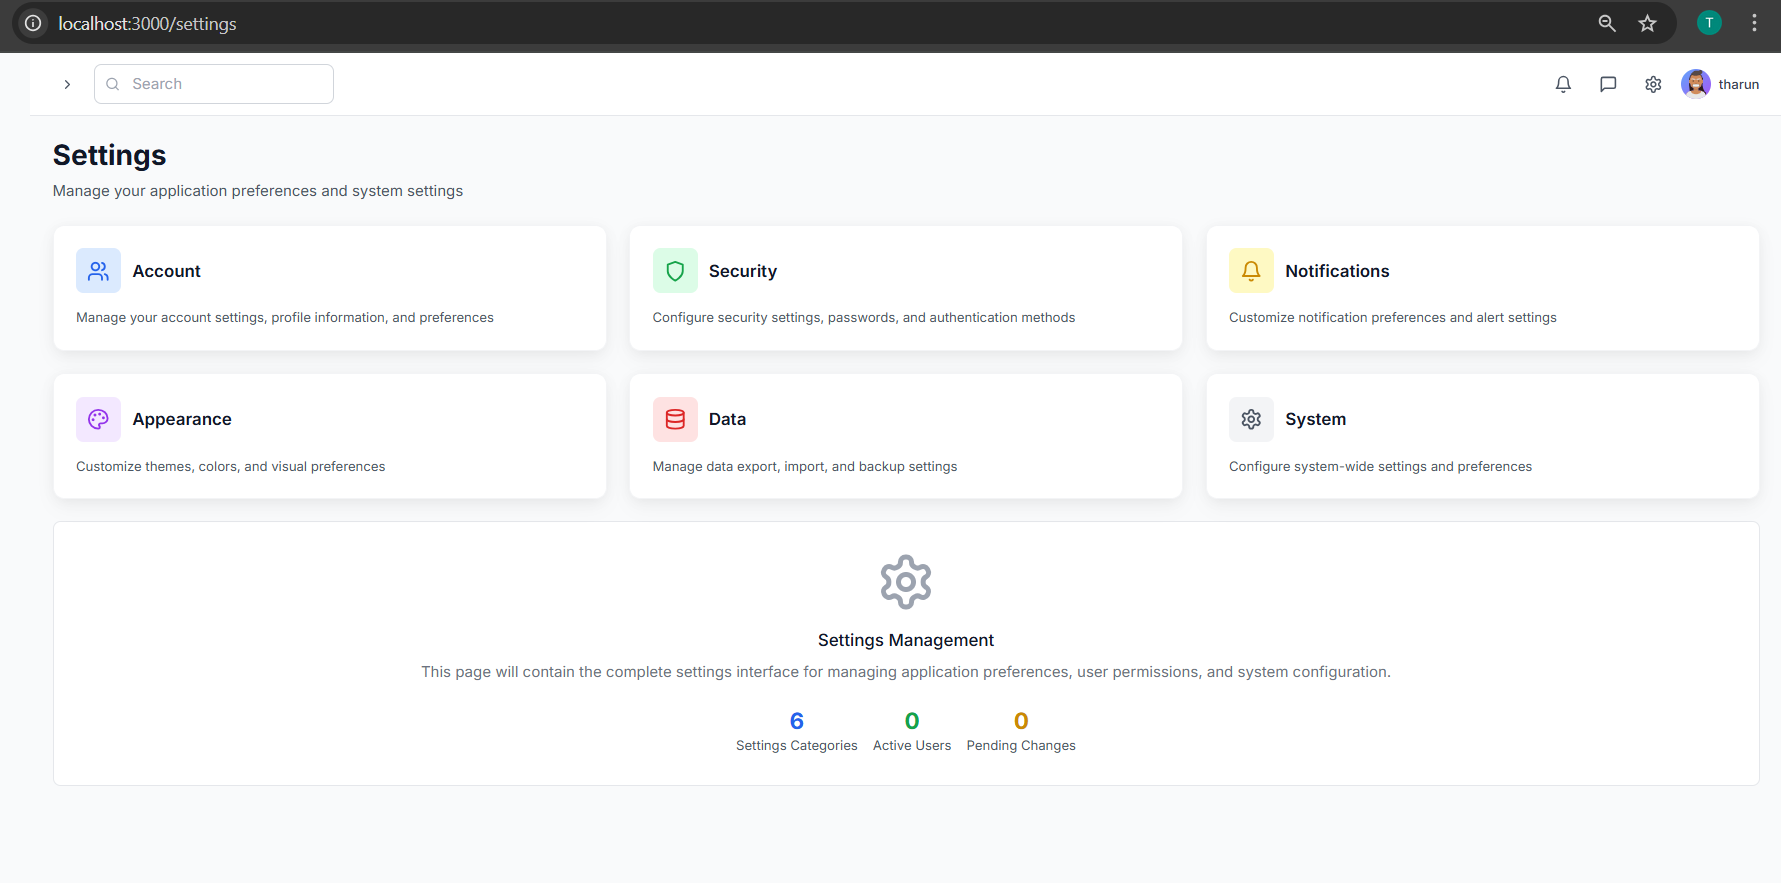 localhost:3000/settings
T
Search
tharun
Settings
Manage your application preferences and system settings
Account
Manage your account settings, profile information, and preferences
Security
Configure security settings, passwords, and authentication methods
Notifications
Customize notification preferences and alert settings
Appearance
Customize themes, colors, and visual preferences
Data
Manage data export, import, and backup settings
System
Configure system-wide settings and preferences
Settings Management
This page will contain the complete settings interface for managing application preferences, user permissions, and system configuration.
6
Settings Categories
0
Active Users
0
Pending Changes